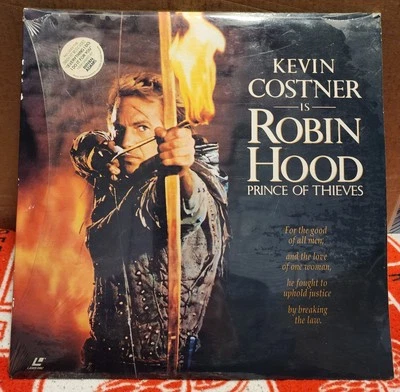 KEVIN
COSTNER
IS
ROBIN
HOOD
PRINCE OF THIEVES
For the good
of all men,
and the love
of one woman,
he fought to
uphold justice
by breaking
the law.